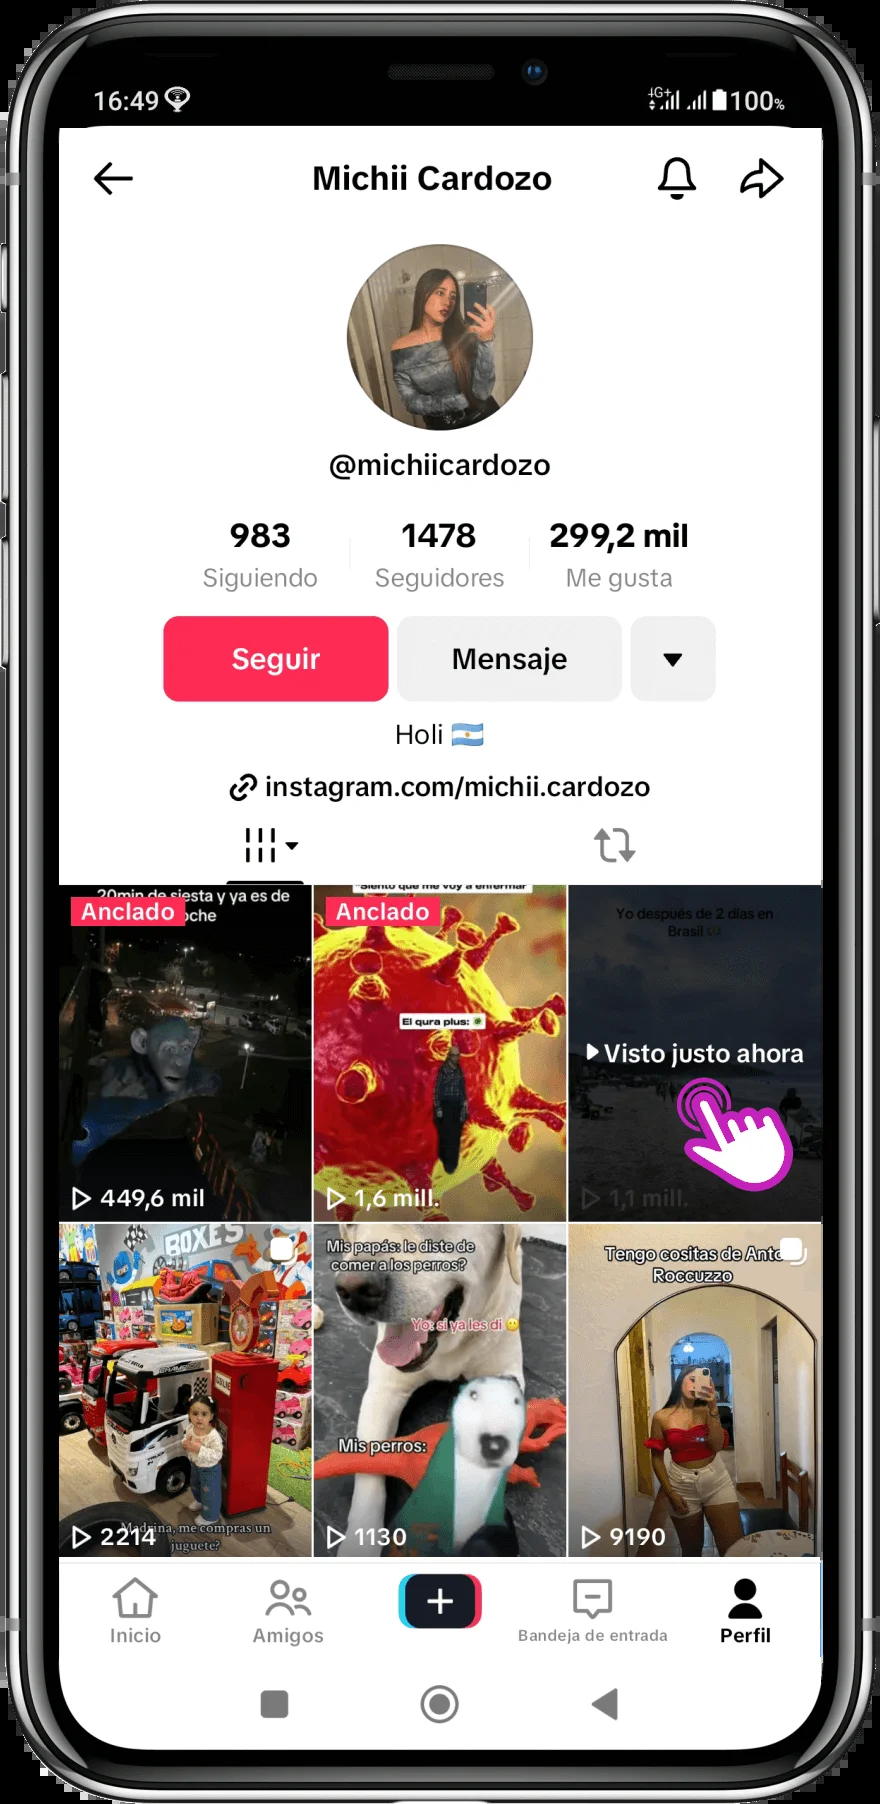 16:49
4G+ 100%
Michii Cardozo
@michiicardozo
983 1478 299,2 mil
Siguiendo Seguidores Me gusta
Seguir Mensaje
Holi 🇦🇷
instagram.com/michii.cardozo
20min de siesta y ya es de
oche
Anclado
449,6 mil
"Siento que me voy a enfermar
Anclado
El qura plus:
1,6 mill.
Yo después de 2 días en
Brasil
Visto justo ahora
1,1 mill.
BOXES
Madrina, me compras un
juguete?
2214
Mis papás: le diste de
comer a los perros?
Yo: si ya les di 🙂
Mis perros:
1130
Tengo cositas de Anto
Roccuzzo
9190
Inicio Amigos Bandeja de entrada Perfil